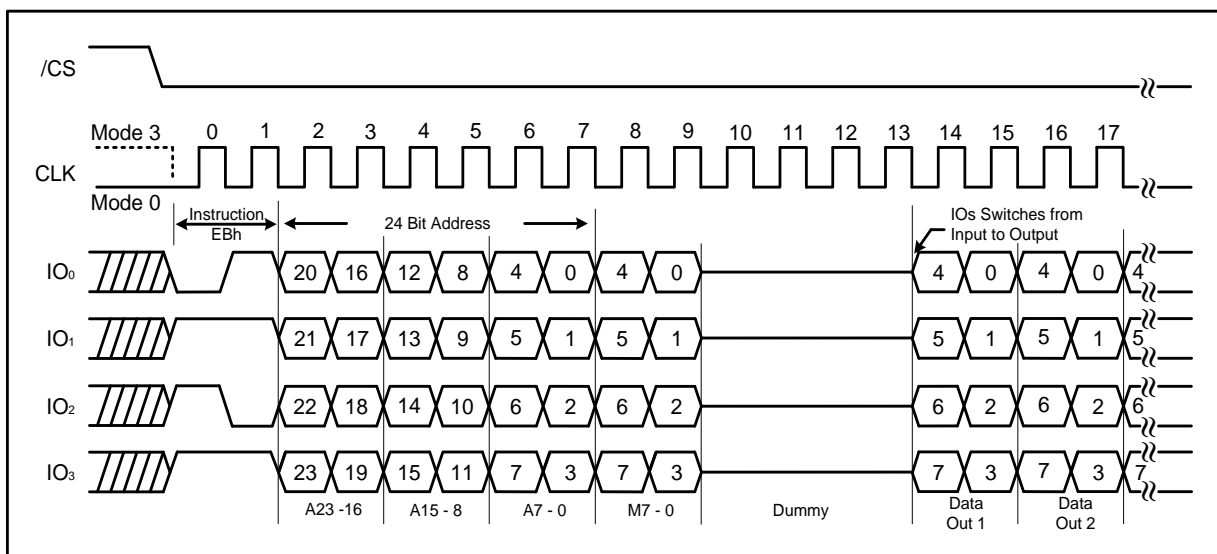 /CS
Mode 3
0 1 2 3 4 5 6 7 8 9 10 11 12 13 14 15 16 17
CLK
Mode 0
Instruction
EBh
24 Bit Address
IOs Switches from
Input to Output
IO₀ 20 16 12 8 4 0 4 0 4 0 4 0 4
IO₁ 21 17 13 9 5 1 5 1 5 1 5 1 5
IO₂ 22 18 14 10 6 2 6 2 6 2 6 2 6
IO₃ 23 19 15 11 7 3 7 3 7 3 7 3 7
A23 -16 A15 - 8 A7 - 0 M7 - 0 Dummy
Data
Out 1
Data
Out 2